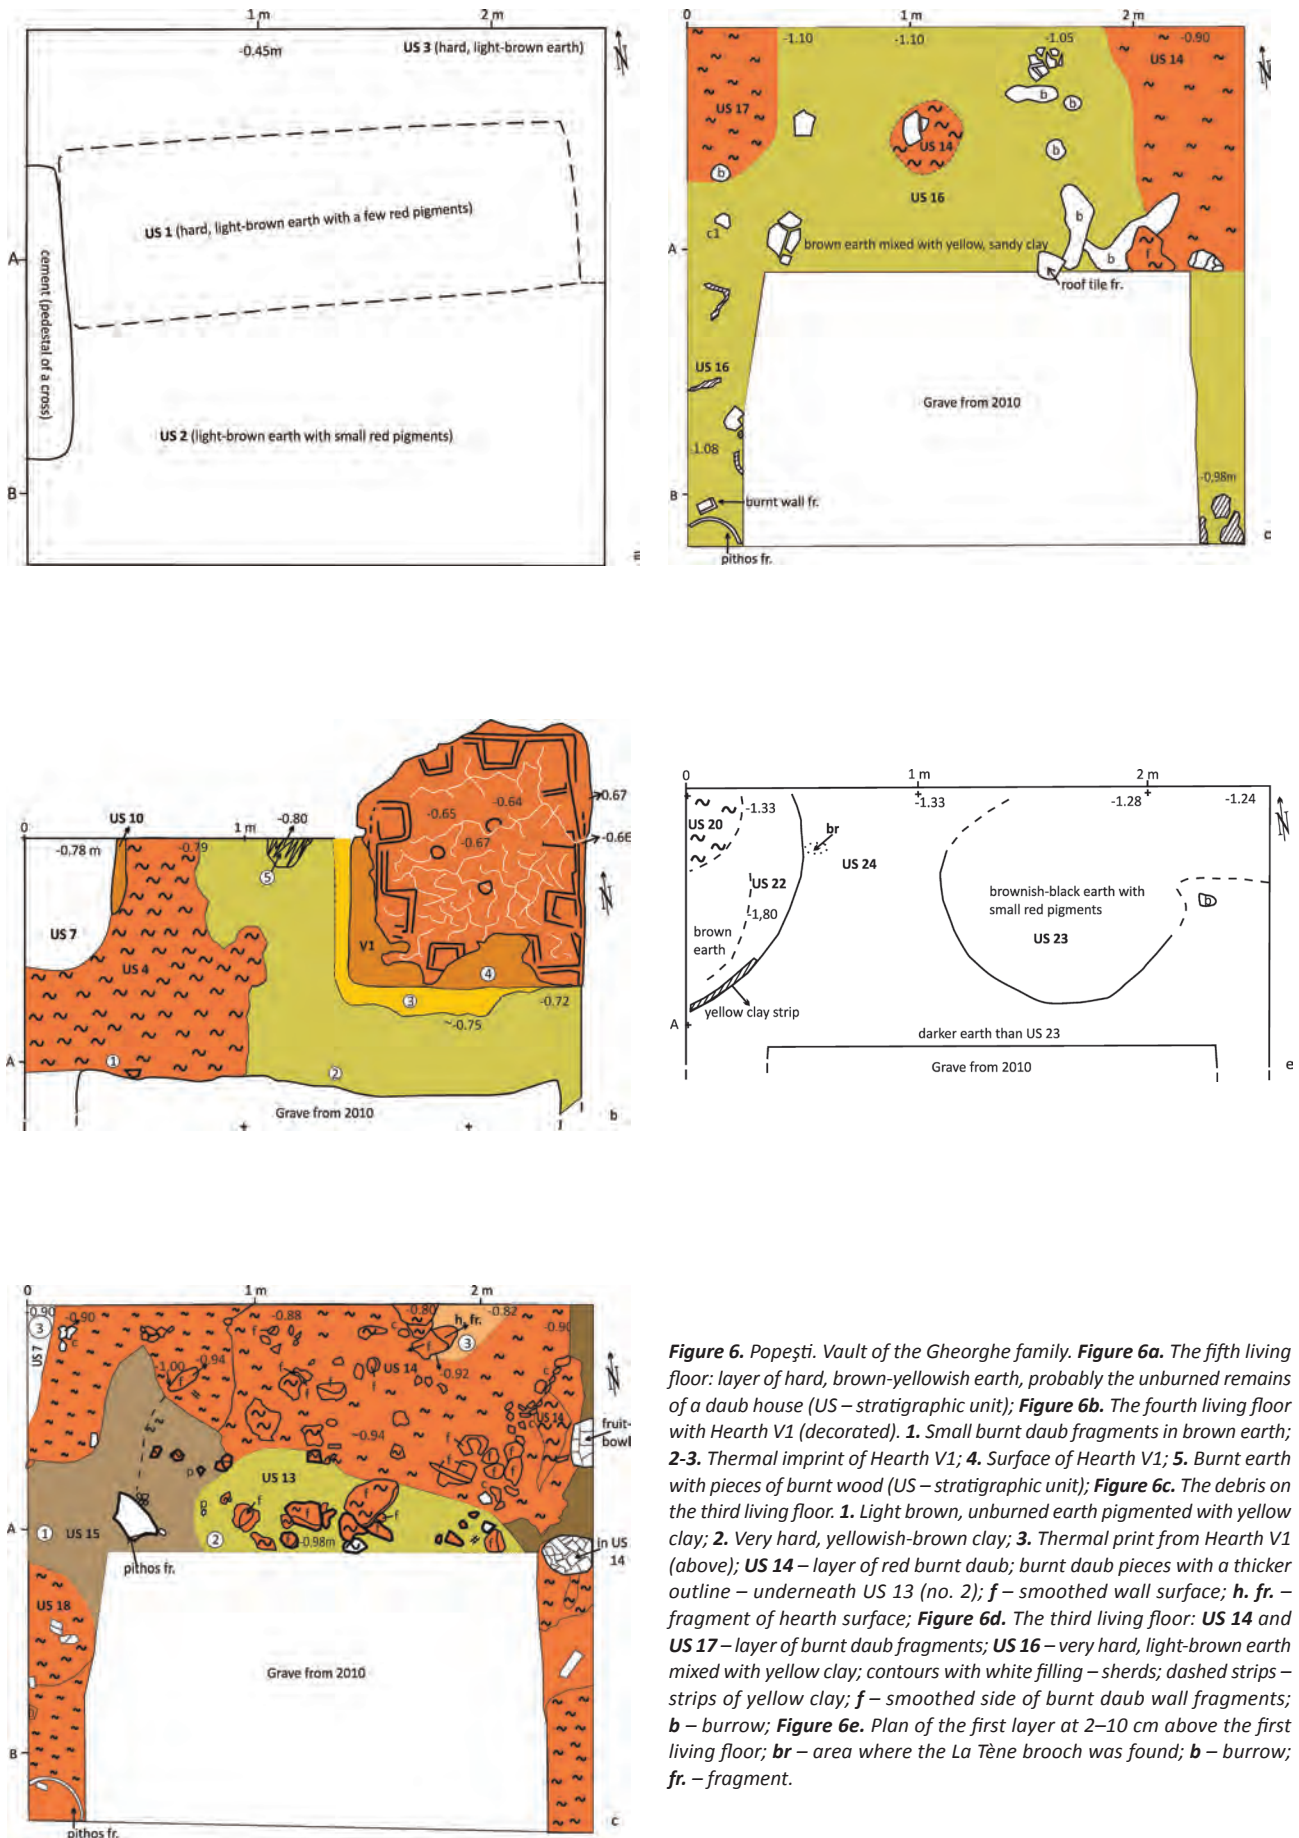 1 m
2 m
-0.45m
US 3 (hard, light-brown earth)
N
US 1 (hard, light-brown earth with a few red pigments)
A
cement (pedestal of a cross)
US 2 (light-brown earth with small red pigments)
B
0
1 m
2 m
-1.10
-1.10
-1.05
-0.90
US 14
N
US 17
b
b
US 14
b
b
US 16
c1
b
A
brown earth mixed with yellow, sandy clay
b
f
roof tile fr.
US 16
Grave from 2010
-1.08
-0,98m
B
burnt wall fr.
pithos fr.
0
US 10
1 m
-0.80
-0.78 m
-0.79
-0.65
-0.64
-0.67
-0.67
-0.66
N
5
US 7
V1
US 4
4
3
-0.72
~-0.75
A
1
2
Grave from 2010
b
0
1 m
2 m
US 20
-1.33
-1.33
-1.28
-1.24
N
br
US 24
US 22
-1,80
brownish-black earth with
small red pigments
b
US 23
brown
earth
yellow clay strip
A
darker earth than US 23
Grave from 2010
e
0
1 m
2 m
-0.90
-0.90
-0.88
-0.80
-0.82
h. fr.
-0.90
3
c
f
c
f
3
N
US 7
-1.00
-0.94
US 14
-0.92
f
f
f
US 14
~-0.94
fruit-
bowl
US 13
p
f
f
f
A
1
US 15
2
-0,98m
f
in US
14
pithos fr.
US 18
Grave from 2010
B
c
pithos fr.
Figure 6. Popești. Vault of the Gheorghe family. Figure 6a. The fifth living
floor: layer of hard, brown-yellowish earth, probably the unburned remains
of a daub house (US – stratigraphic unit); Figure 6b. The fourth living floor
with Hearth V1 (decorated). 1. Small burnt daub fragments in brown earth;
2-3. Thermal imprint of Hearth V1; 4. Surface of Hearth V1; 5. Burnt earth
with pieces of burnt wood (US – stratigraphic unit); Figure 6c. The debris on
the third living floor. 1. Light brown, unburned earth pigmented with yellow
clay; 2. Very hard, yellowish-brown clay; 3. Thermal print from Hearth V1
(above); US 14 – layer of red burnt daub; burnt daub pieces with a thicker
outline – underneath US 13 (no. 2); f – smoothed wall surface; h. fr. –
fragment of hearth surface; Figure 6d. The third living floor: US 14 and
US 17 – layer of burnt daub fragments; US 16 – very hard, light-brown earth
mixed with yellow clay; contours with white filling – sherds; dashed strips –
strips of yellow clay; f – smoothed side of burnt daub wall fragments;
b – burrow; Figure 6e. Plan of the first layer at 2–10 cm above the first
living floor; br – area where the La Tène brooch was found; b – burrow;
fr. – fragment.